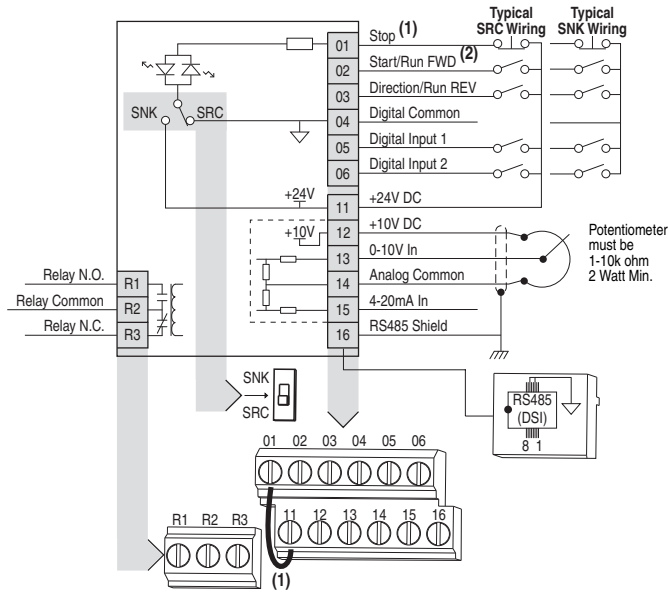 Typical
SRC Wiring
Typical
SNK Wiring
01 Stop (1)
02 Start/Run FWD (2)
03 Direction/Run REV
SNK SRC
04 Digital Common
05 Digital Input 1
06 Digital Input 2
+24V
11 +24V DC
+10V
12 +10V DC
13 0-10V In
14 Analog Common
15 4-20mA In
16 RS485 Shield
Potentiometer
must be
1-10k ohm
2 Watt Min.
Relay N.O. R1
Relay Common R2
Relay N.C. R3
SNK
SRC
RS485
(DSI)
8 1
01 02 03 04 05 06
11 12 13 14 15 16
R1 R2 R3
(1)